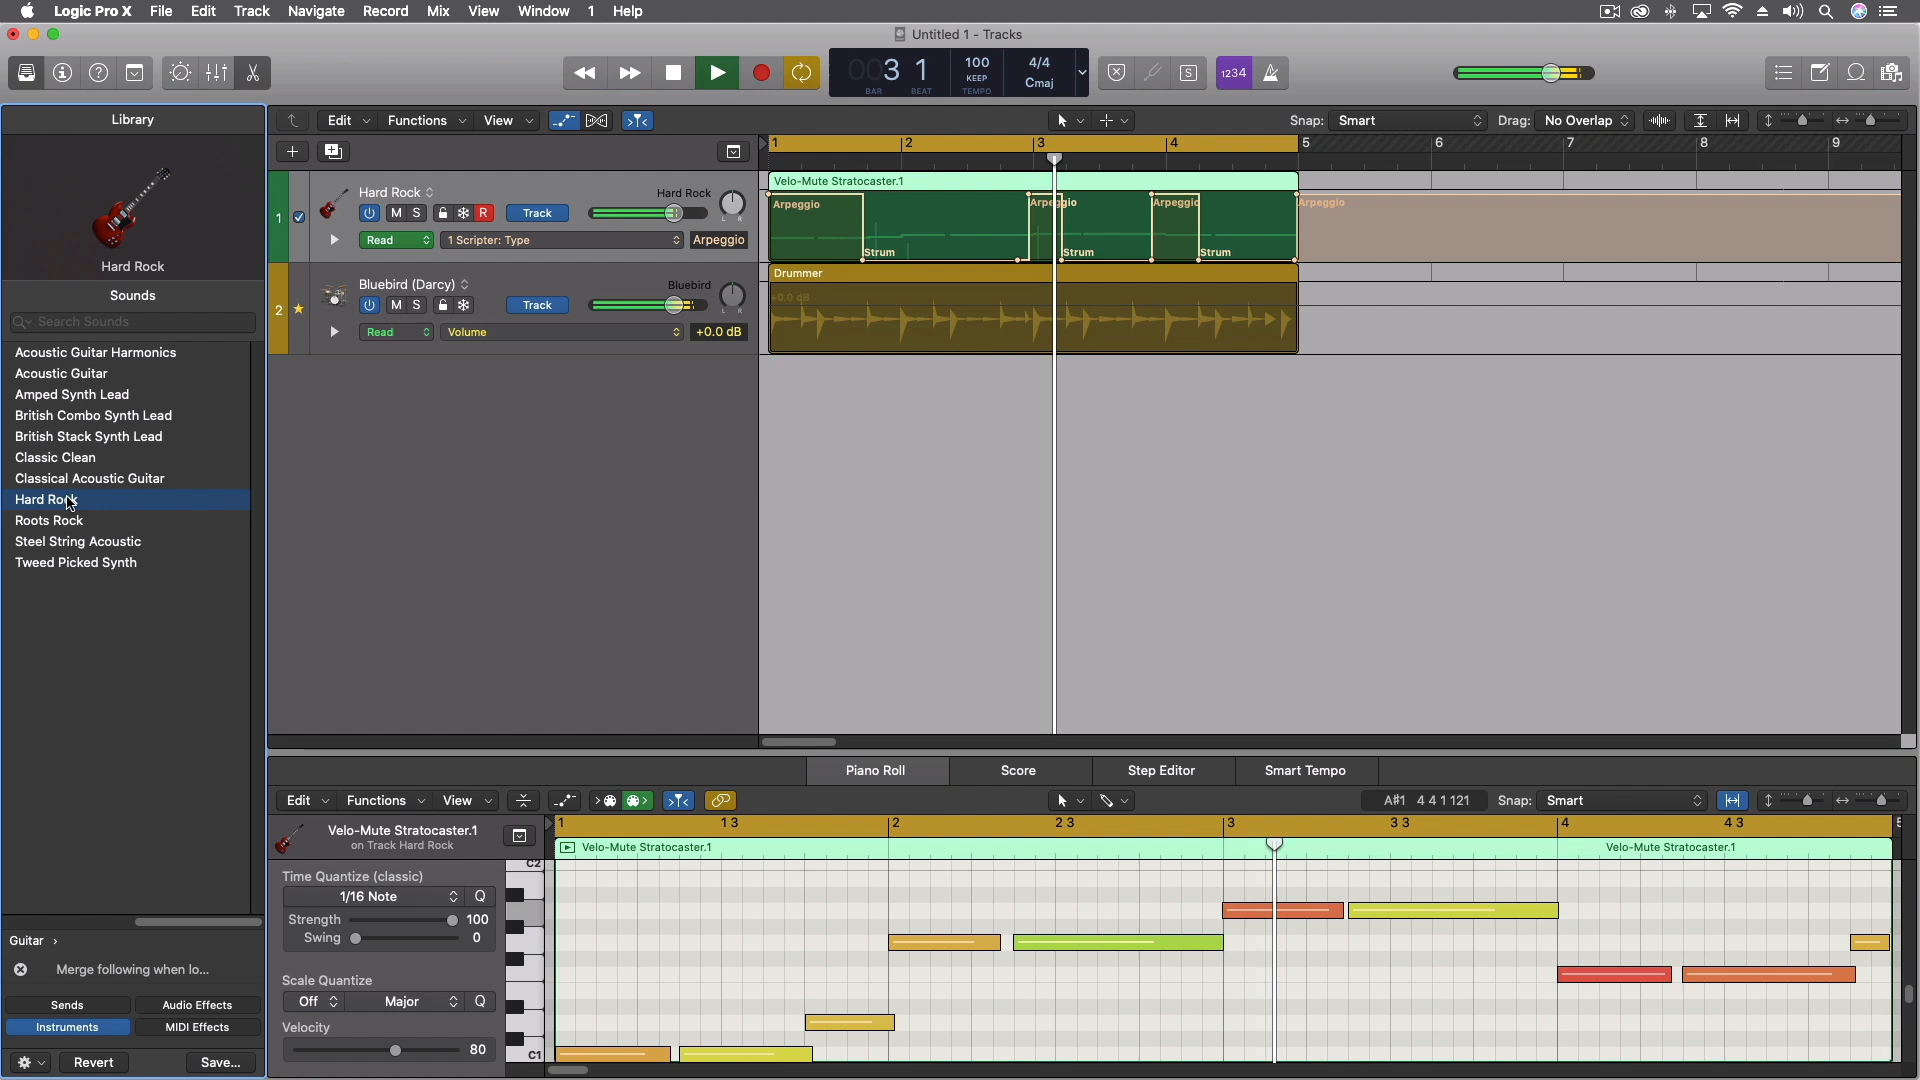 Logic Pro X File Edit Track Navigate Record Mix View Window 1 Help
Untitled 1 - Tracks
003 1 100 4/4
KEEP Cmaj
BAR BEAT TEMPO
1234
S
Library
Edit Functions View
Snap: Smart Drag: No Overlap
1 2 3 4 5 6 7 8 9
Hard Rock
Sounds
Search Sounds
Acoustic Guitar Harmonics
Acoustic Guitar
Amped Synth Lead
British Combo Synth Lead
British Stack Synth Lead
Classic Clean
Classical Acoustic Guitar
Hard Rock
Roots Rock
Steel String Acoustic
Tweed Picked Synth
Guitar
Merge following when lo...
Sends Audio Effects
Instruments MIDI Effects
Revert Save...
1 Hard Rock Hard Rock
M S R Track
L R
Read 1 Scripter: Type Arpeggio
2 Bluebird (Darcy) Bluebird
M S Track
L R
Read Volume +0.0 dB
Velo-Mute Stratocaster.1
Arpeggio Arpeggio Arpeggio Arpeggio
Strum Strum Strum
Drummer
+0.0 dB
Piano Roll Score Step Editor Smart Tempo
Edit Functions View
A#1 4 4 1 121 Snap: Smart
Velo-Mute Stratocaster.1
on Track Hard Rock
1 1 3 2 2 3 3 3 3 4 4 3 5
Velo-Mute Stratocaster.1 Velo-Mute Stratocaster.1
Time Quantize (classic)
1/16 Note Q
Strength 100
Swing 0
Scale Quantize
Off Major Q
Velocity
80
C2
C1